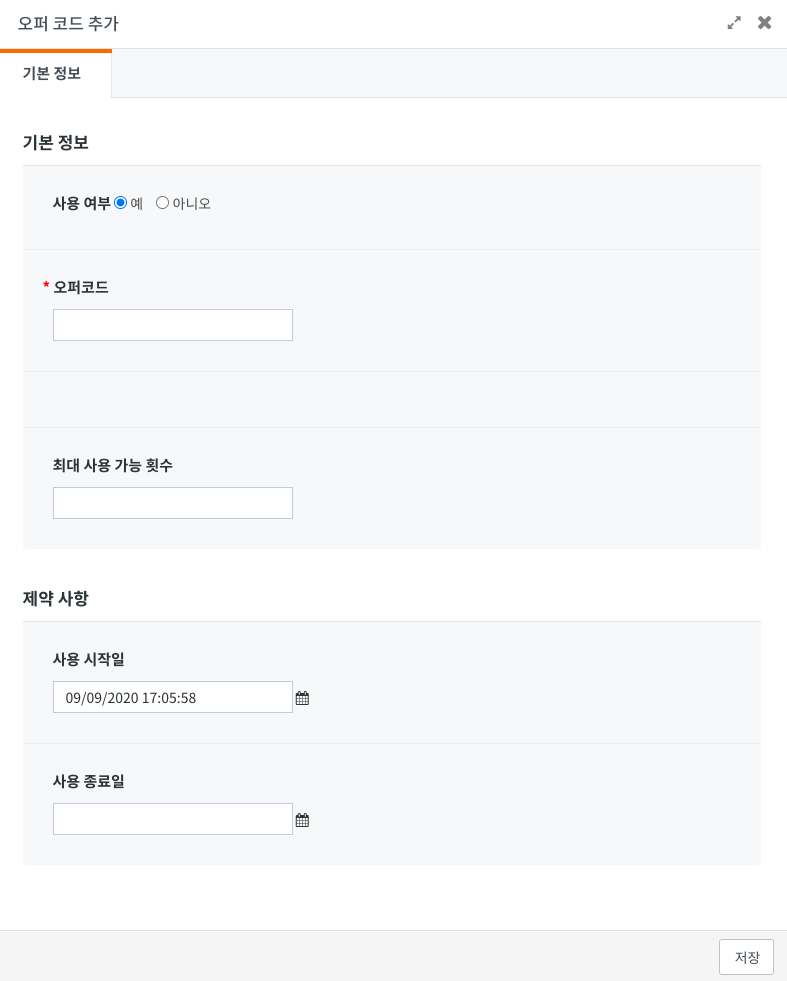 오퍼 코드 추가
기본 정보
기본 정보
사용 여부 예 아니오
* 오퍼코드
최대 사용 가능 횟수
제약 사항
사용 시작일
09/09/2020 17:05:58
사용 종료일
저장